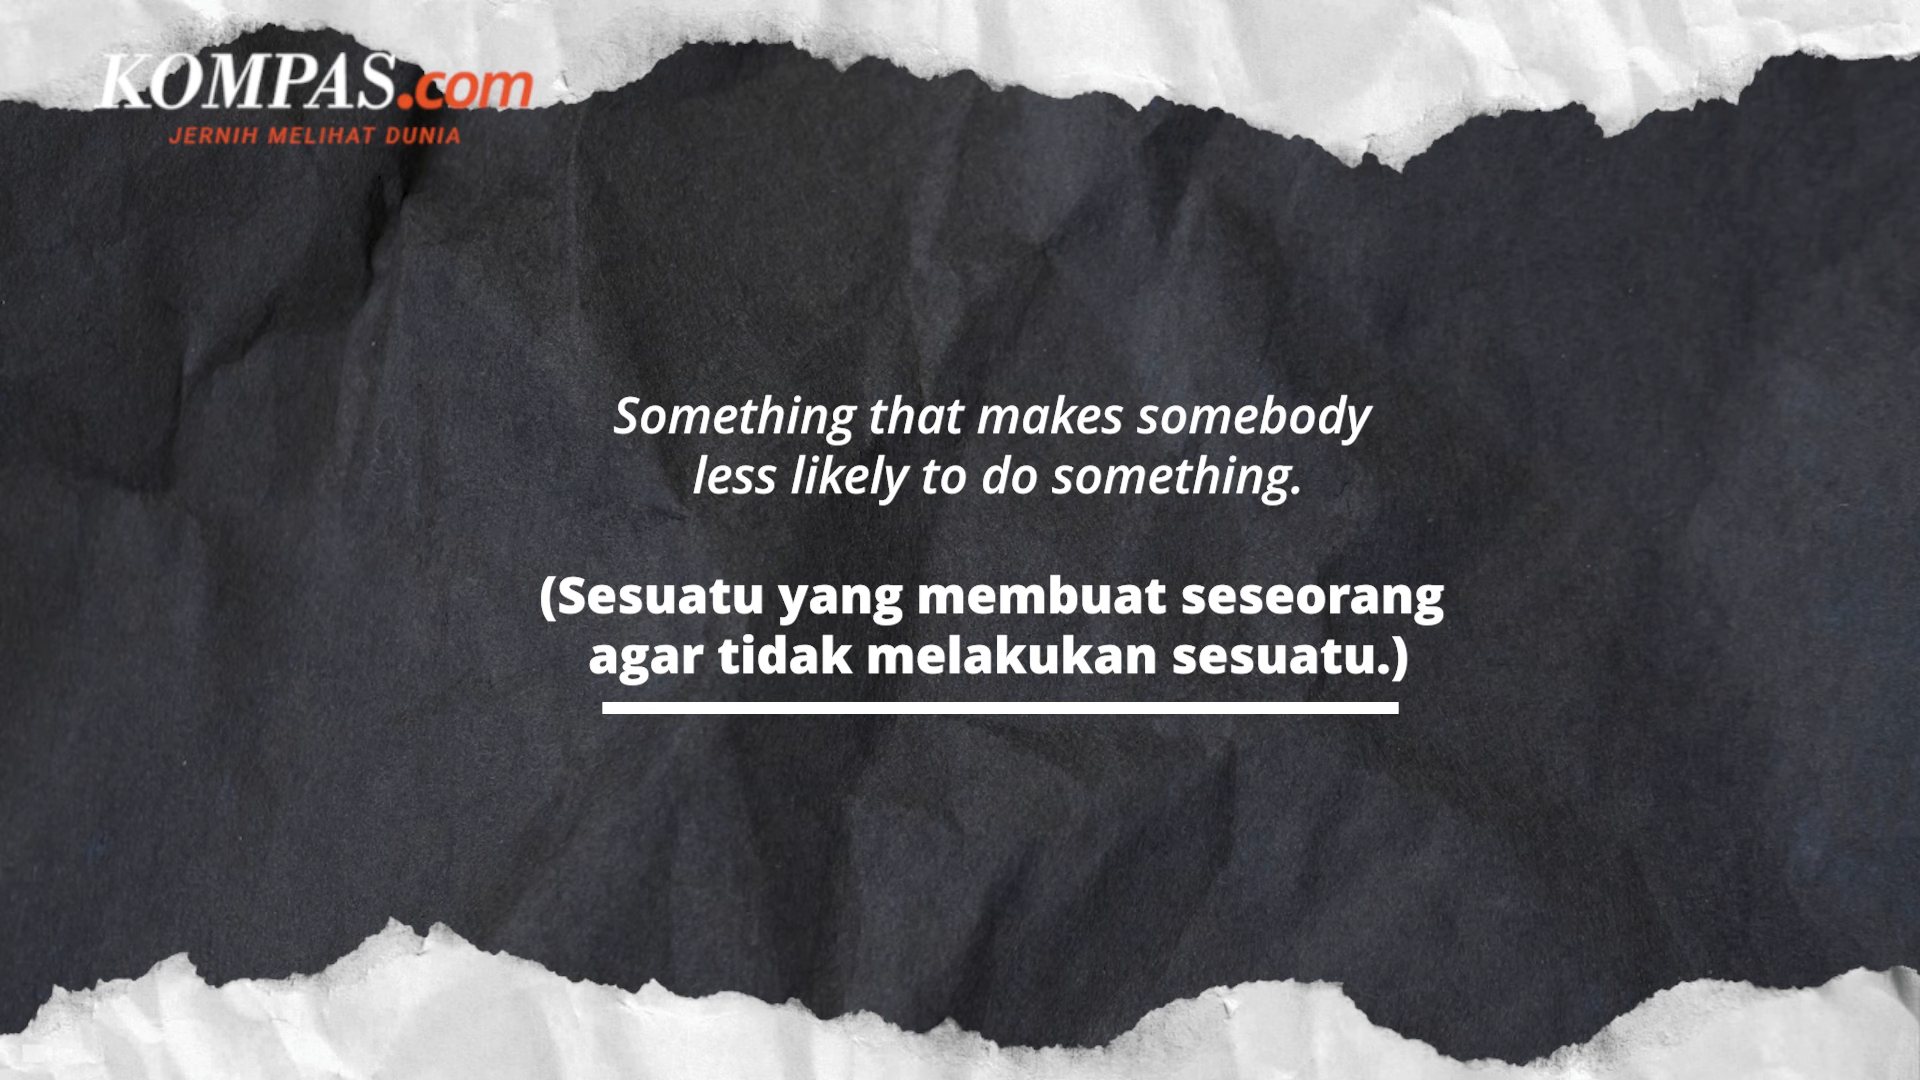 KOMPAS.com
JERNIH MELIHAT DUNIA
Something that makes somebody
less likely to do something.
(Sesuatu yang membuat seseorang
agar tidak melakukan sesuatu.)